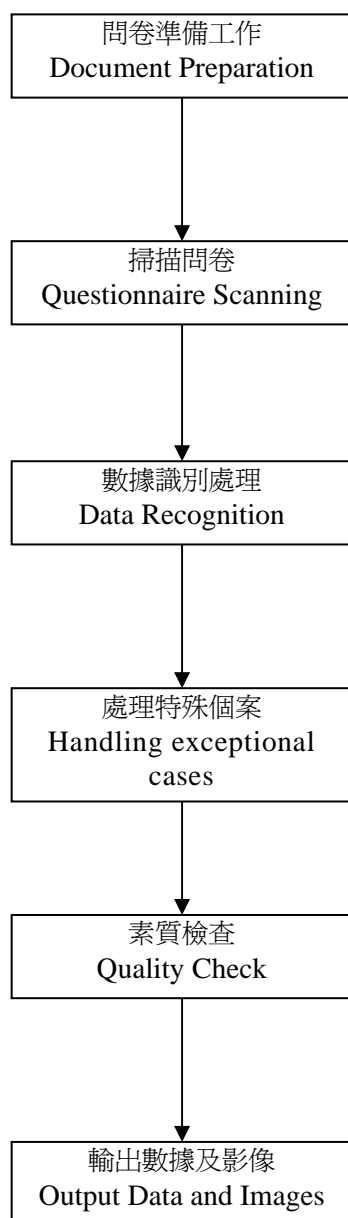 問卷準備工作
Document Preparation
掃描問卷
Questionnaire Scanning
數據識別處理
Data Recognition
處理特殊個案
Handling exceptional
cases
素質檢查
Quality Check
輸出數據及影像
Output Data and Images